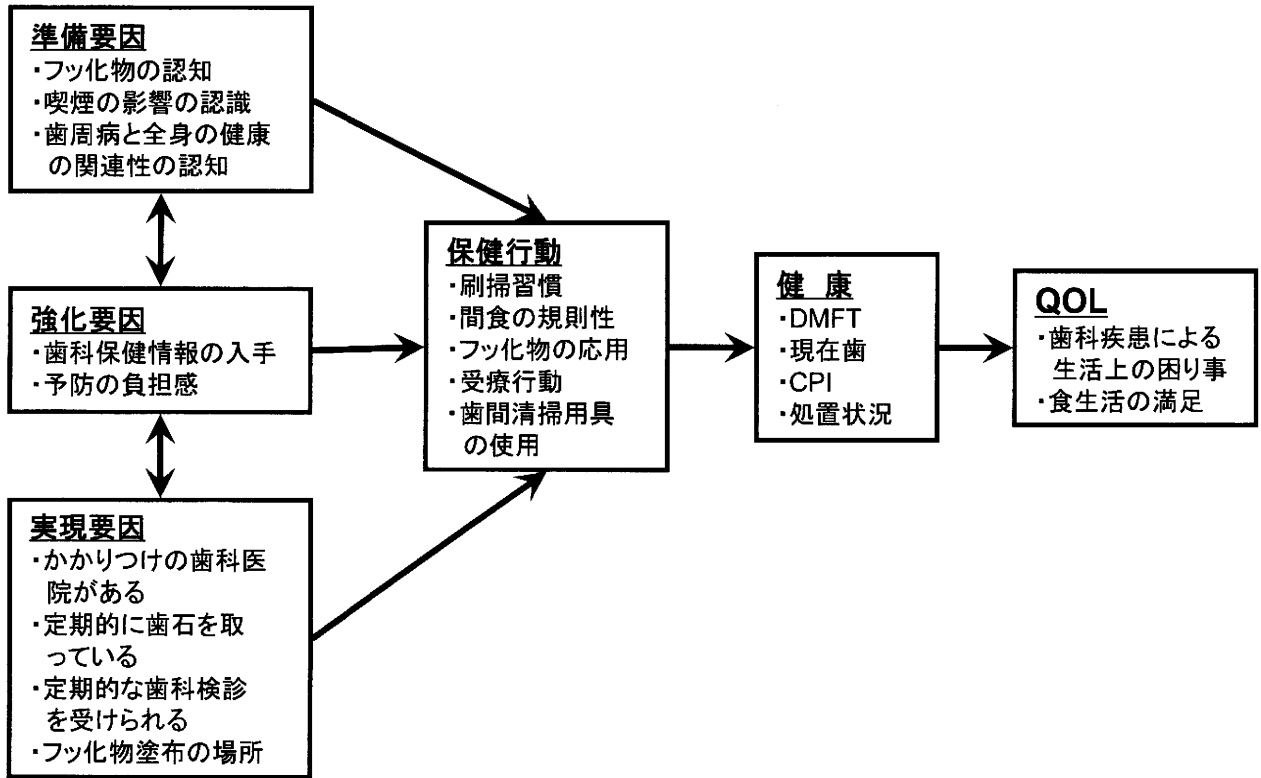 準備要因
・フッ化物の認知
・喫煙の影響の認識
・歯周病と全身の健康
の関連性の認知
強化要因
・歯科保健情報の入手
・予防の負担感
実現要因
・かかりつけの歯科医
院がある
・定期的に歯石を取
っている
・定期的な歯科検診
を受けられる
・フッ化物塗布の場所
保健行動
・刷掃習慣
・間食の規則性
・フッ化物の応用
・受療行動
・歯間清掃用具
の使用
健 康
・DMFT
・現在歯
・CPI
・処置状況
QOL
・歯科疾患による
生活上の困り事
・食生活の満足